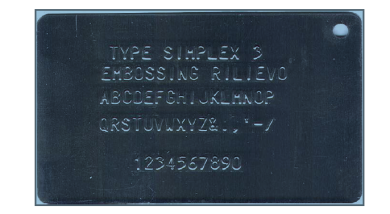 TYPE SIMPLEX 3
EMBOSSING RILIEVO
ABCDEFGHIJKLMNOP
QRSTUVWXYZ&.,'-/
1234567890